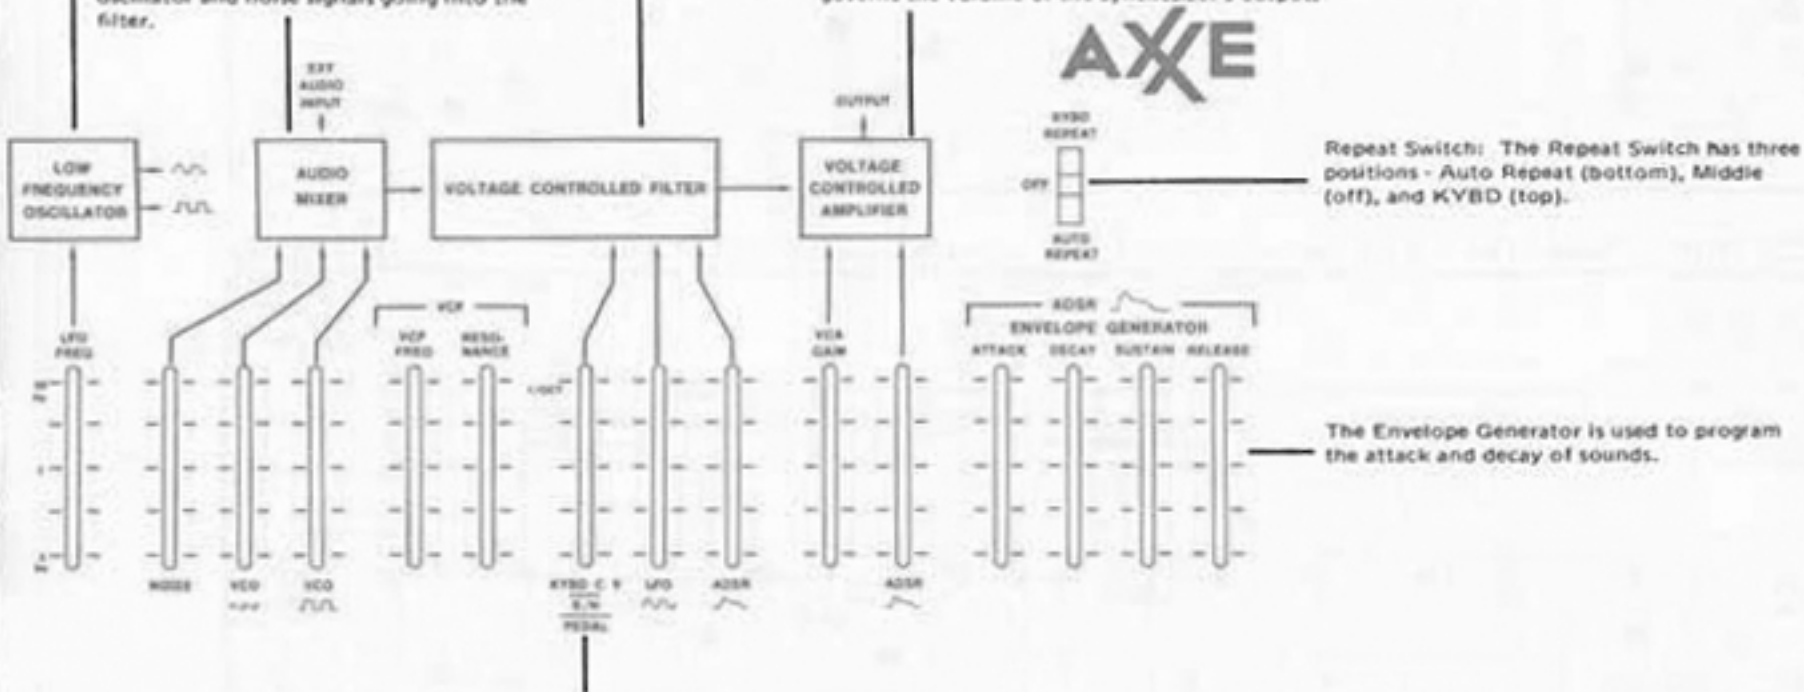 filter.
AXXE
EXT
AUDIO
INPUT
OUTPUT
KYBD
REPEAT
OFF
AUTO
REPEAT
Repeat Switch: The Repeat Switch has three
positions - Auto Repeat (bottom), Middle
(off), and KYBD (top).
LOW
FREQUENCY
OSCILLATOR
AUDIO
MIXER
VOLTAGE CONTROLLED FILTER
VOLTAGE
CONTROLLED
AMPLIFIER
LFO
FREQ
VCF
VCF
FREQ
RESO-
NANCE
VCA
GAIN
ADSR
ENVELOPE GENERATOR
ATTACK DECAY SUSTAIN RELEASE
The Envelope Generator is used to program
the attack and decay of sounds.
NOISE
VCO
VCO
KYBD C V
PEDAL
LFO
ADSR
ADSR